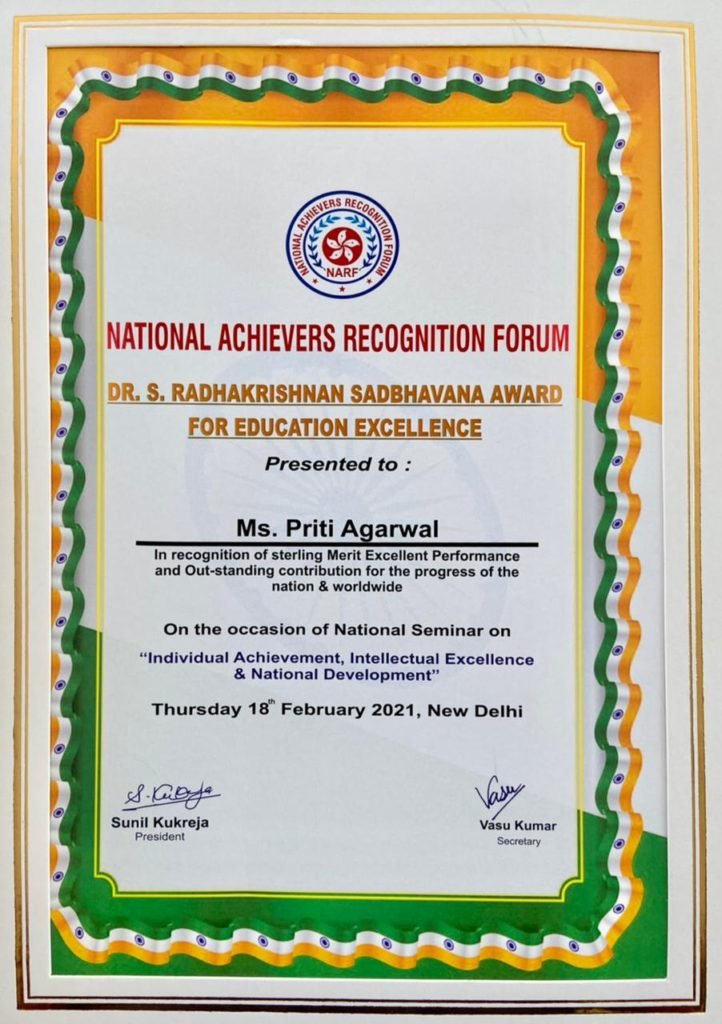 NATIONAL ACHIEVERS RECOGNITION FORUM
NARF
NATIONAL ACHIEVERS RECOGNITION FORUM
DR. S. RADHAKRISHNAN SADBHAVANA AWARD
FOR EDUCATION EXCELLENCE
Presented to :
Ms. Priti Agarwal
In recognition of sterling Merit Excellent Performance
and Out-standing contribution for the progress of the
nation & worldwide
On the occasion of National Seminar on
“Individual Achievement, Intellectual Excellence
& National Development”
Thursday 18th February 2021, New Delhi
S. Kukreja
Vasu
Sunil Kukreja
Vasu Kumar
President
Secretary